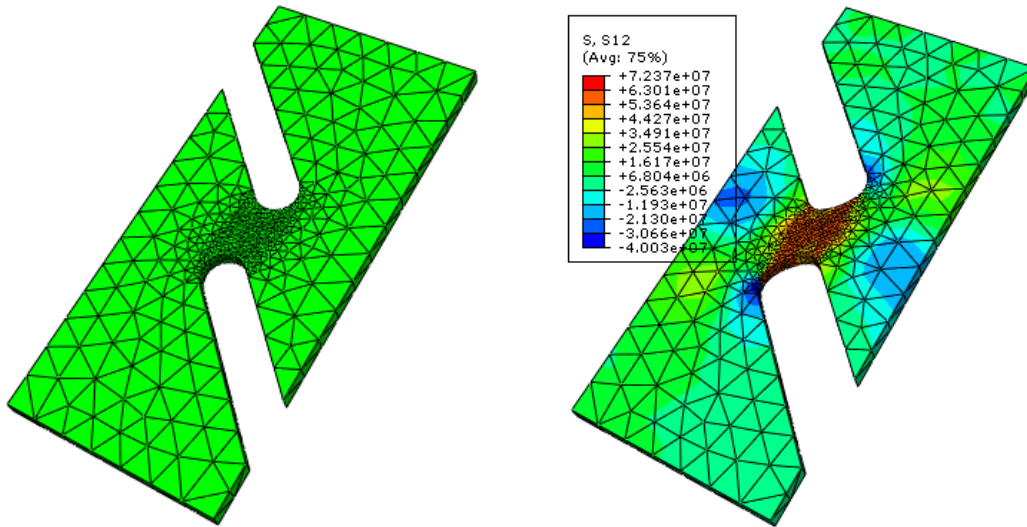 S, S12
(Avg: 75%)
+7.237e+07
+6.301e+07
+5.364e+07
+4.427e+07
+3.491e+07
+2.554e+07
+1.617e+07
+6.804e+06
-2.563e+06
-1.193e+07
-2.130e+07
-3.066e+07
-4.003e+07